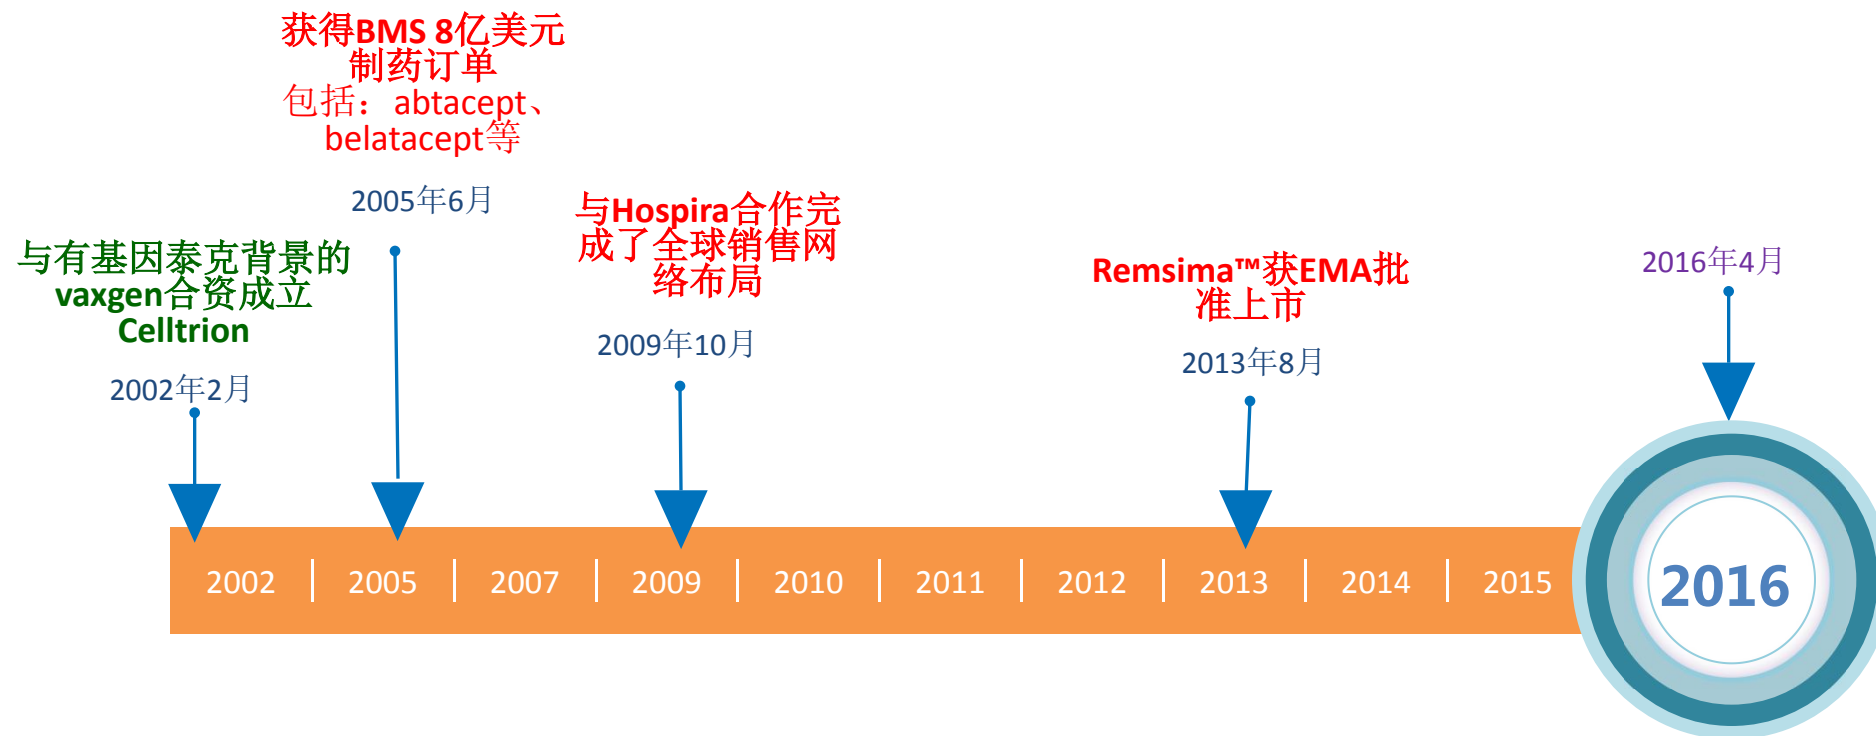 获得BMS 8亿美元
制药订单
包括：abtacept、
belatacept等
2005年6月
与有基因泰克背景的
vaxgen合资成立
Celltrion
2002年2月
与Hospira合作完
成了全球销售网
络布局
2009年10月
Remsima™获EMA批
准上市
2013年8月
2016年4月
2002
2005
2007
2009
2010
2011
2012
2013
2014
2015
2016